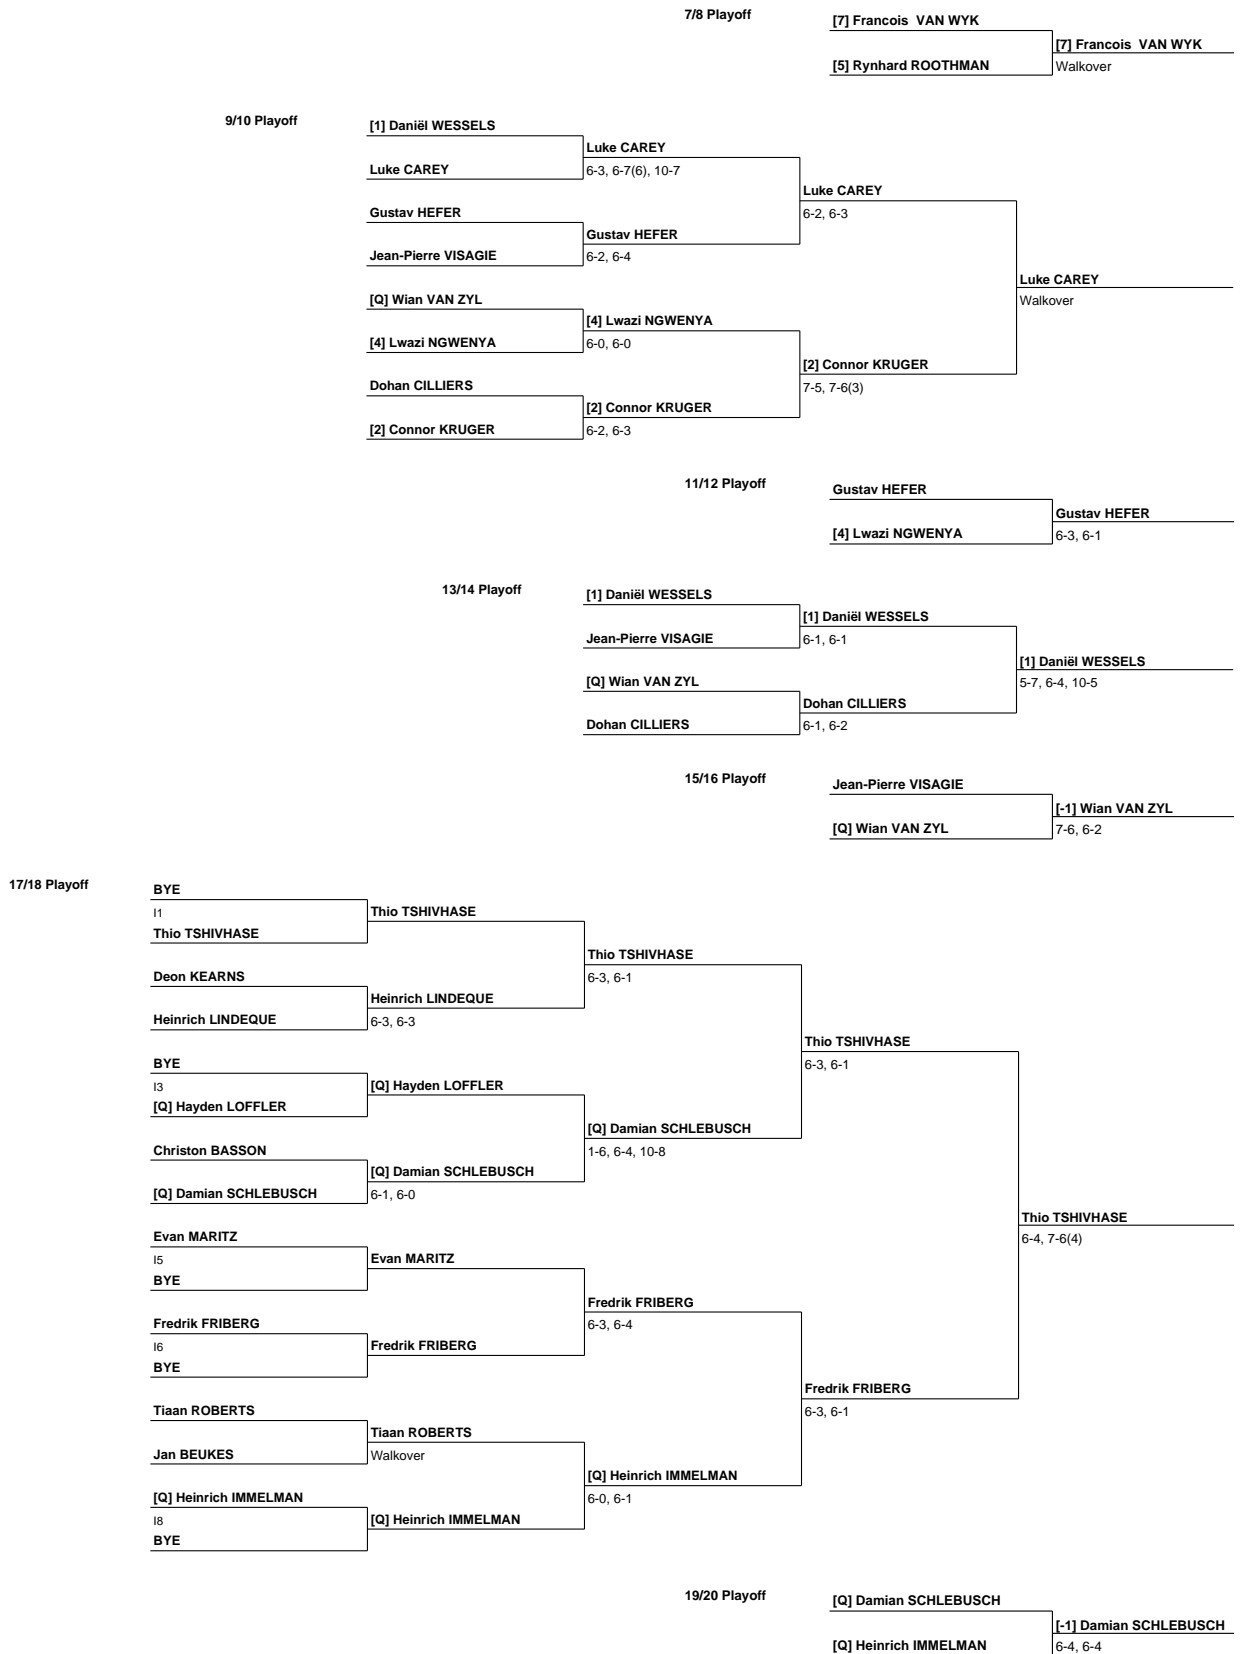 7/8 Playoff
[7] Francois VAN WYK
[7] Francois VAN WYK
[5] Rynhard ROOTHMAN
Walkover
9/10 Playoff
[1] Daniël WESSELS
Luke CAREY
Luke CAREY
6-3, 6-7(6), 10-7
Luke CAREY
Gustav HEFER
6-2, 6-3
Gustav HEFER
Jean-Pierre VISAGIE
6-2, 6-4
Luke CAREY
[Q] Wian VAN ZYL
Walkover
[4] Lwazi NGWENYA
[4] Lwazi NGWENYA
6-0, 6-0
[2] Connor KRUGER
Dohan CILLIERS
7-5, 7-6(3)
[2] Connor KRUGER
[2] Connor KRUGER
6-2, 6-3
11/12 Playoff
Gustav HEFER
Gustav HEFER
[4] Lwazi NGWENYA
6-3, 6-1
13/14 Playoff
[1] Daniël WESSELS
[1] Daniël WESSELS
Jean-Pierre VISAGIE
6-1, 6-1
[1] Daniël WESSELS
[Q] Wian VAN ZYL
5-7, 6-4, 10-5
Dohan CILLIERS
Dohan CILLIERS
6-1, 6-2
15/16 Playoff
Jean-Pierre VISAGIE
[-1] Wian VAN ZYL
[Q] Wian VAN ZYL
7-6, 6-2
17/18 Playoff
BYE
I1
Thio TSHIVHASE
Thio TSHIVHASE
Thio TSHIVHASE
Deon KEARNS
6-3, 6-1
Heinrich LINDEQUE
Heinrich LINDEQUE
6-3, 6-3
Thio TSHIVHASE
BYE
6-3, 6-1
I3
[Q] Hayden LOFFLER
[Q] Hayden LOFFLER
[Q] Damian SCHLEBUSCH
Christon BASSON
1-6, 6-4, 10-8
[Q] Damian SCHLEBUSCH
[Q] Damian SCHLEBUSCH
6-1, 6-0
Thio TSHIVHASE
Evan MARITZ
6-4, 7-6(4)
I5
Evan MARITZ
BYE
Fredrik FRIBERG
Fredrik FRIBERG
6-3, 6-4
I6
Fredrik FRIBERG
BYE
Fredrik FRIBERG
Tiaan ROBERTS
6-3, 6-1
Tiaan ROBERTS
Jan BEUKES
Walkover
[Q] Heinrich IMMELMAN
[Q] Heinrich IMMELMAN
6-0, 6-1
I8
[Q] Heinrich IMMELMAN
BYE
19/20 Playoff
[Q] Damian SCHLEBUSCH
[-1] Damian SCHLEBUSCH
[Q] Heinrich IMMELMAN
6-4, 6-4